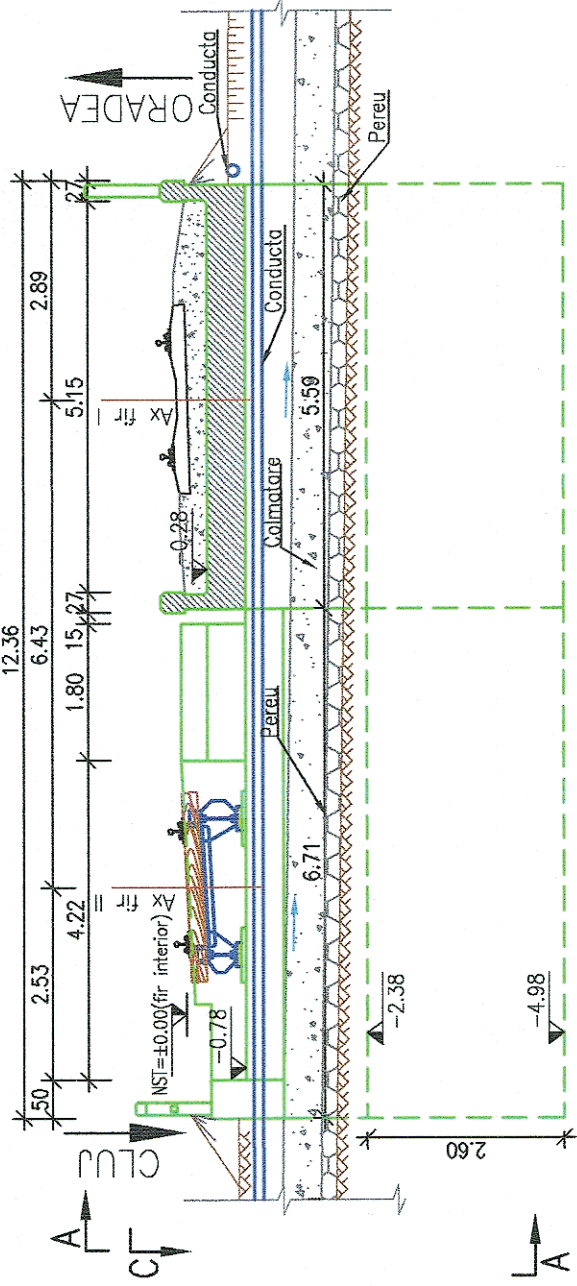 12.36
.50
2.53
6.43
2.89
4.22
1.80
15
27
5.15
27
A
C
CLUJ
ORADEA
NST=±0.00(fir interior)
Ax fir II
Ax fir I
-0.28
-0.78
Conducta
Conducta
Colmatare
Pereu
Pereu
6.71
5.59
-2.38
-4.98
2.60
A